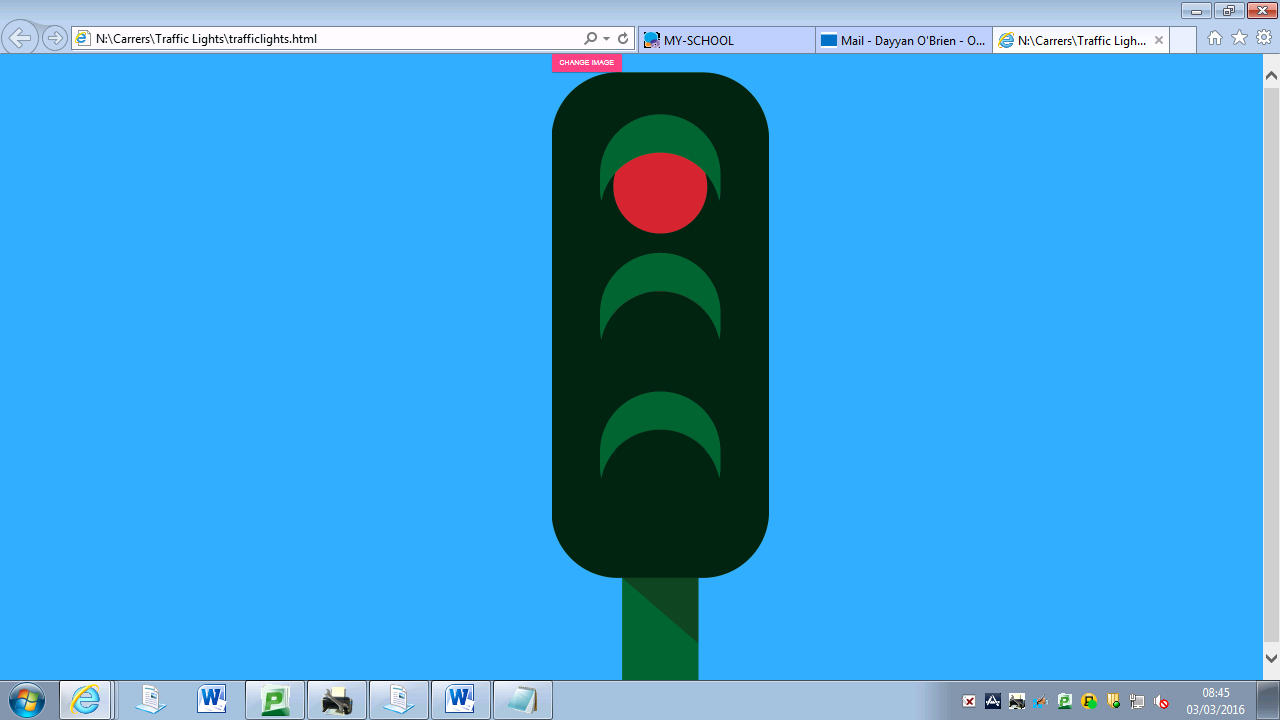 N:\Carrers\Traffic Lights\trafficlights.html
MY-SCHOOL
Mail - Dayyan O'Brien - O...
N:\Carrers\Traffic Ligh...
CHANGE IMAGE
08:45
03/03/2016